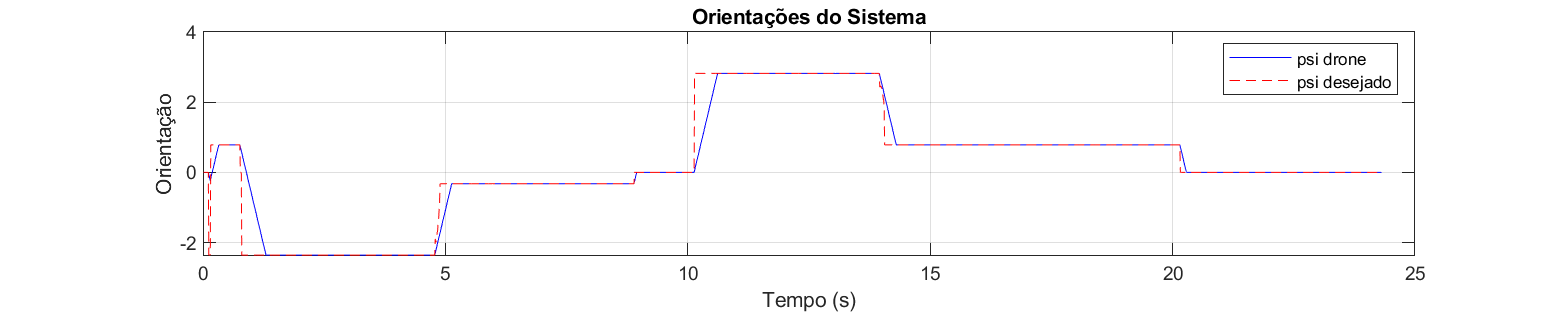 Orientações do Sistema
4
2
0
-2
Orientação
psi drone
psi desejado
0
5
10
15
20
25
Tempo (s)